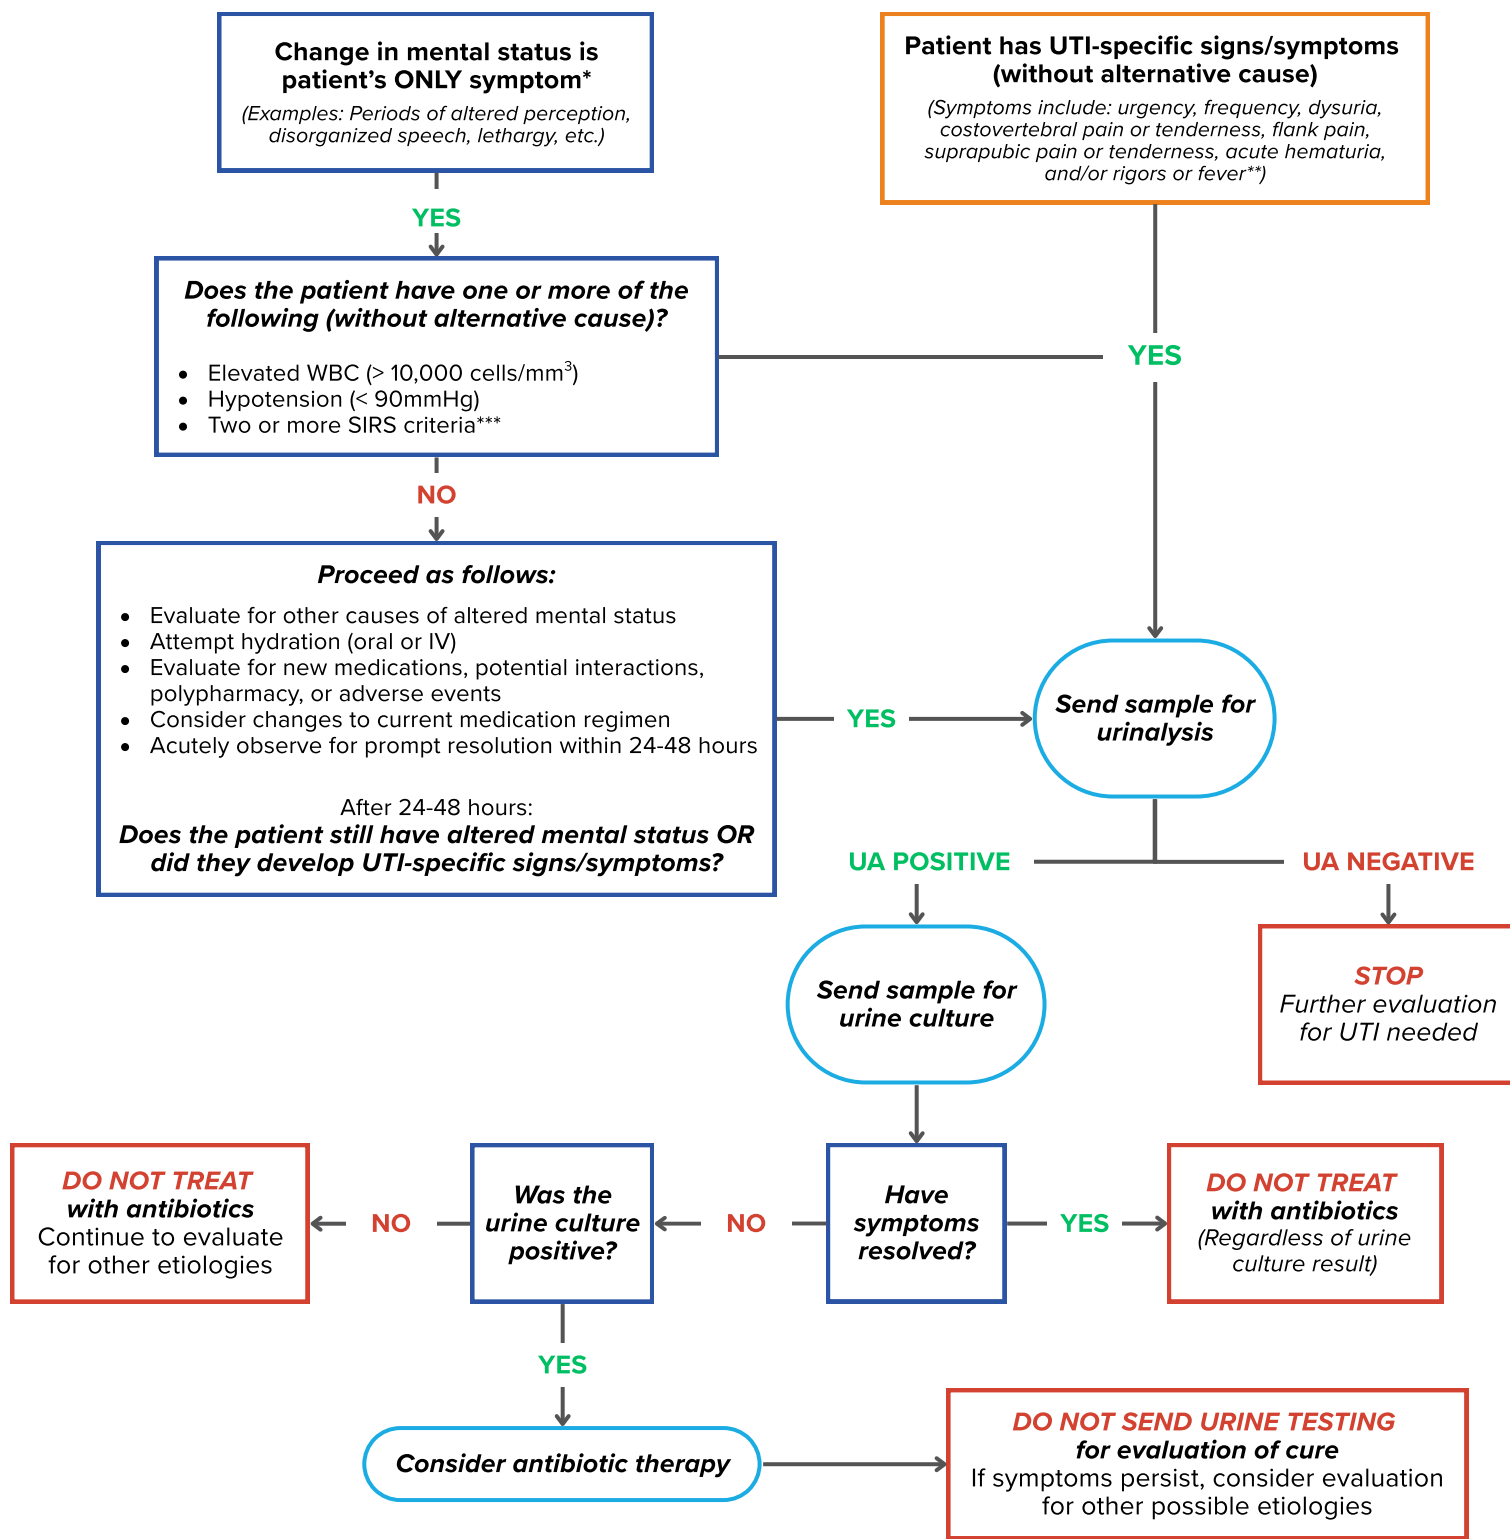 Change in mental status is
patient's ONLY symptom*
(Examples: Periods of altered perception,
disorganized speech, lethargy, etc.)
Patient has UTI-specific signs/symptoms
(without alternative cause)
(Symptoms include: urgency, frequency, dysuria,
costovertebral pain or tenderness, flank pain,
suprapubic pain or tenderness, acute hematuria,
and/or rigors or fever**)
YES
Does the patient have one or more of the
following (without alternative cause)?
• Elevated WBC (> 10,000 cells/mm³)
• Hypotension (< 90mmHg)
• Two or more SIRS criteria***
YES
NO
Proceed as follows:
• Evaluate for other causes of altered mental status
• Attempt hydration (oral or IV)
• Evaluate for new medications, potential interactions,
polypharmacy, or adverse events
• Consider changes to current medication regimen
• Acutely observe for prompt resolution within 24-48 hours
After 24-48 hours:
Does the patient still have altered mental status OR
did they develop UTI-specific signs/symptoms?
YES
Send sample for
urinalysis
UA POSITIVE
UA NEGATIVE
Send sample for
urine culture
STOP
Further evaluation
for UTI needed
DO NOT TREAT
with antibiotics
Continue to evaluate
for other etiologies
NO
Was the
urine culture
positive?
NO
Have
symptoms
resolved?
YES
DO NOT TREAT
with antibiotics
(Regardless of urine
culture result)
YES
Consider antibiotic therapy
DO NOT SEND URINE TESTING
for evaluation of cure
If symptoms persist, consider evaluation
for other possible etiologies